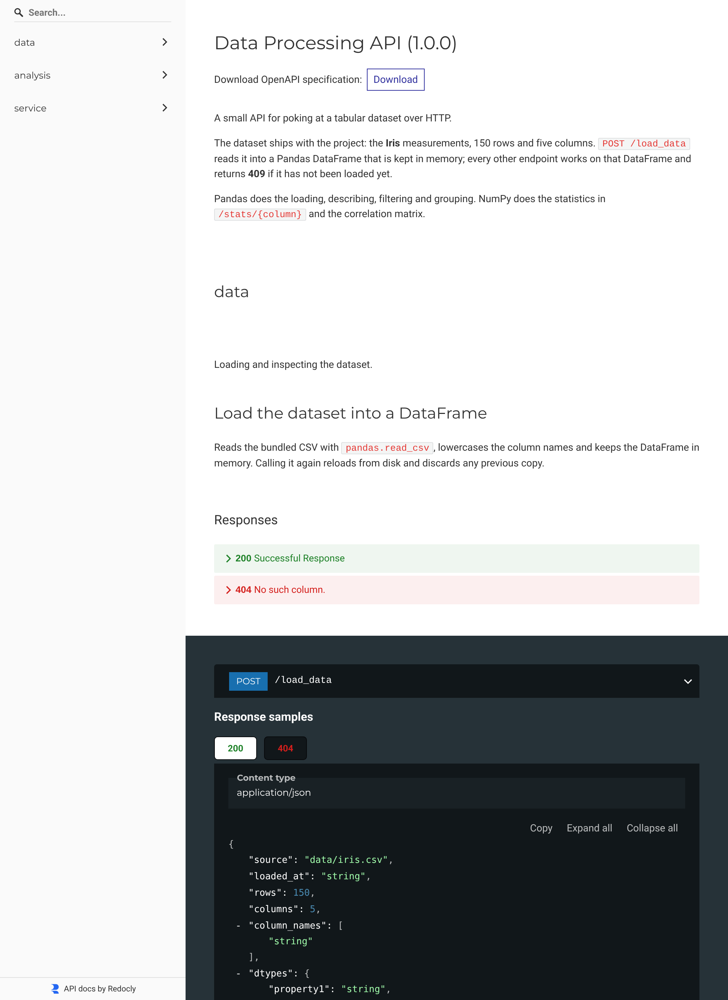 Search...
data
analysis
service
API docs by Redocly
Data Processing API (1.0.0)
Download OpenAPI specification: Download
A small API for poking at a tabular dataset over HTTP.
The dataset ships with the project: the Iris measurements, 150 rows and five columns. POST /load_data
reads it into a Pandas DataFrame that is kept in memory; every other endpoint works on that DataFrame and
returns 409 if it has not been loaded yet.
Pandas does the loading, describing, filtering and grouping. NumPy does the statistics in
/stats/{column} and the correlation matrix.
data
Loading and inspecting the dataset.
Load the dataset into a DataFrame
Reads the bundled CSV with pandas.read_csv, lowercases the column names and keeps the DataFrame in
memory. Calling it again reloads from disk and discards any previous copy.
Responses
200 Successful Response
404 No such column.
POST /load_data
Response samples
200 404
Content type
application/json
Copy Expand all Collapse all
{
"source": "data/iris.csv",
"loaded_at": "string",
"rows": 150,
"columns": 5,
- "column_names": [
"string"
],
- "dtypes": {
"property1": "string",